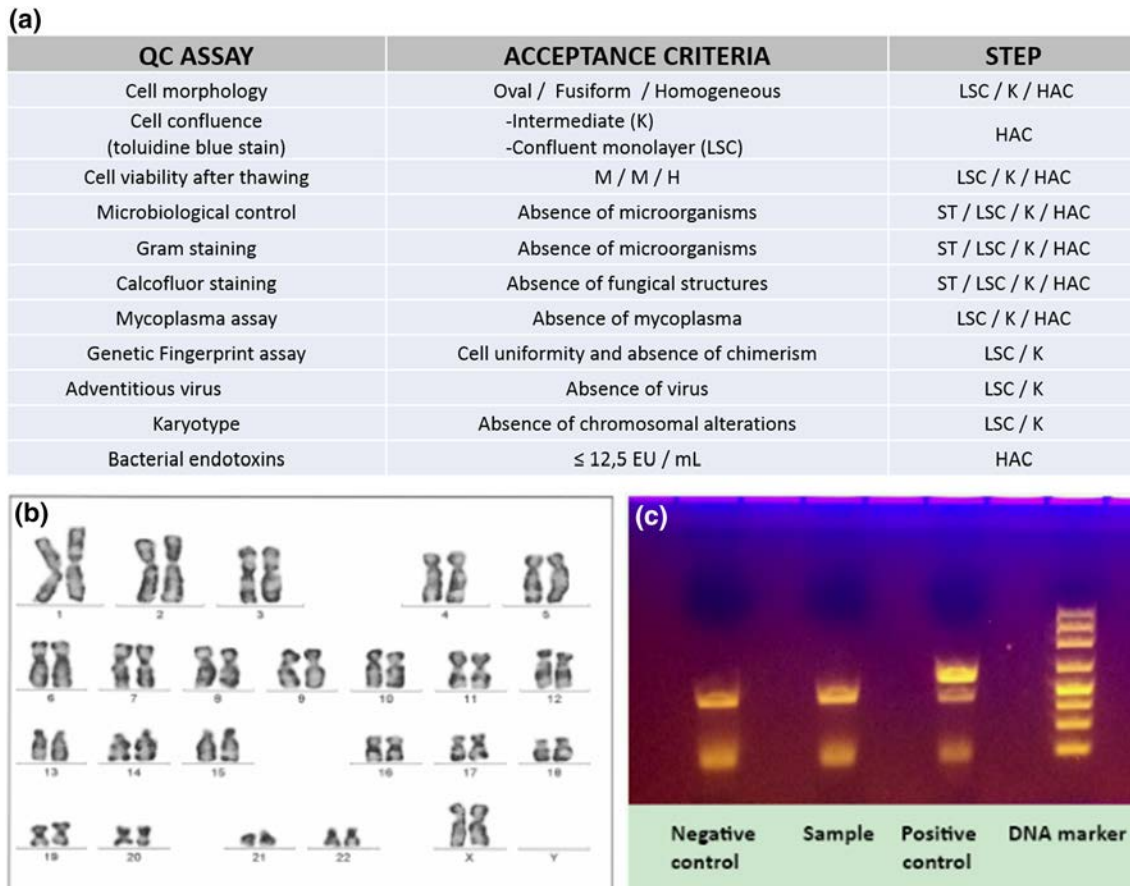 (a)
QC ASSAY ACCEPTANCE CRITERIA STEP
Cell morphology Oval / Fusiform / Homogeneous LSC / K / HAC
Cell confluence
(toluidine blue stain) -Intermediate (K)
-Confluent monolayer (LSC) HAC
Cell viability after thawing M / M / H LSC / K / HAC
Microbiological control Absence of microorganisms ST / LSC / K / HAC
Gram staining Absence of microorganisms ST / LSC / K / HAC
Calcofluor staining Absence of fungical structures ST / LSC / K / HAC
Mycoplasma assay Absence of mycoplasma LSC / K / HAC
Genetic Fingerprint assay Cell uniformity and absence of chimerism LSC / K
Adventitious virus Absence of virus LSC / K
Karyotype Absence of chromosomal alterations LSC / K
Bacterial endotoxins ≤ 12,5 EU / mL HAC
(b)
1 2 3 4 5
6 7 8 9 10 11 12
13 14 15 16 17 18
19 20 21 22 X Y
(c)
Negative control Sample Positive control DNA marker